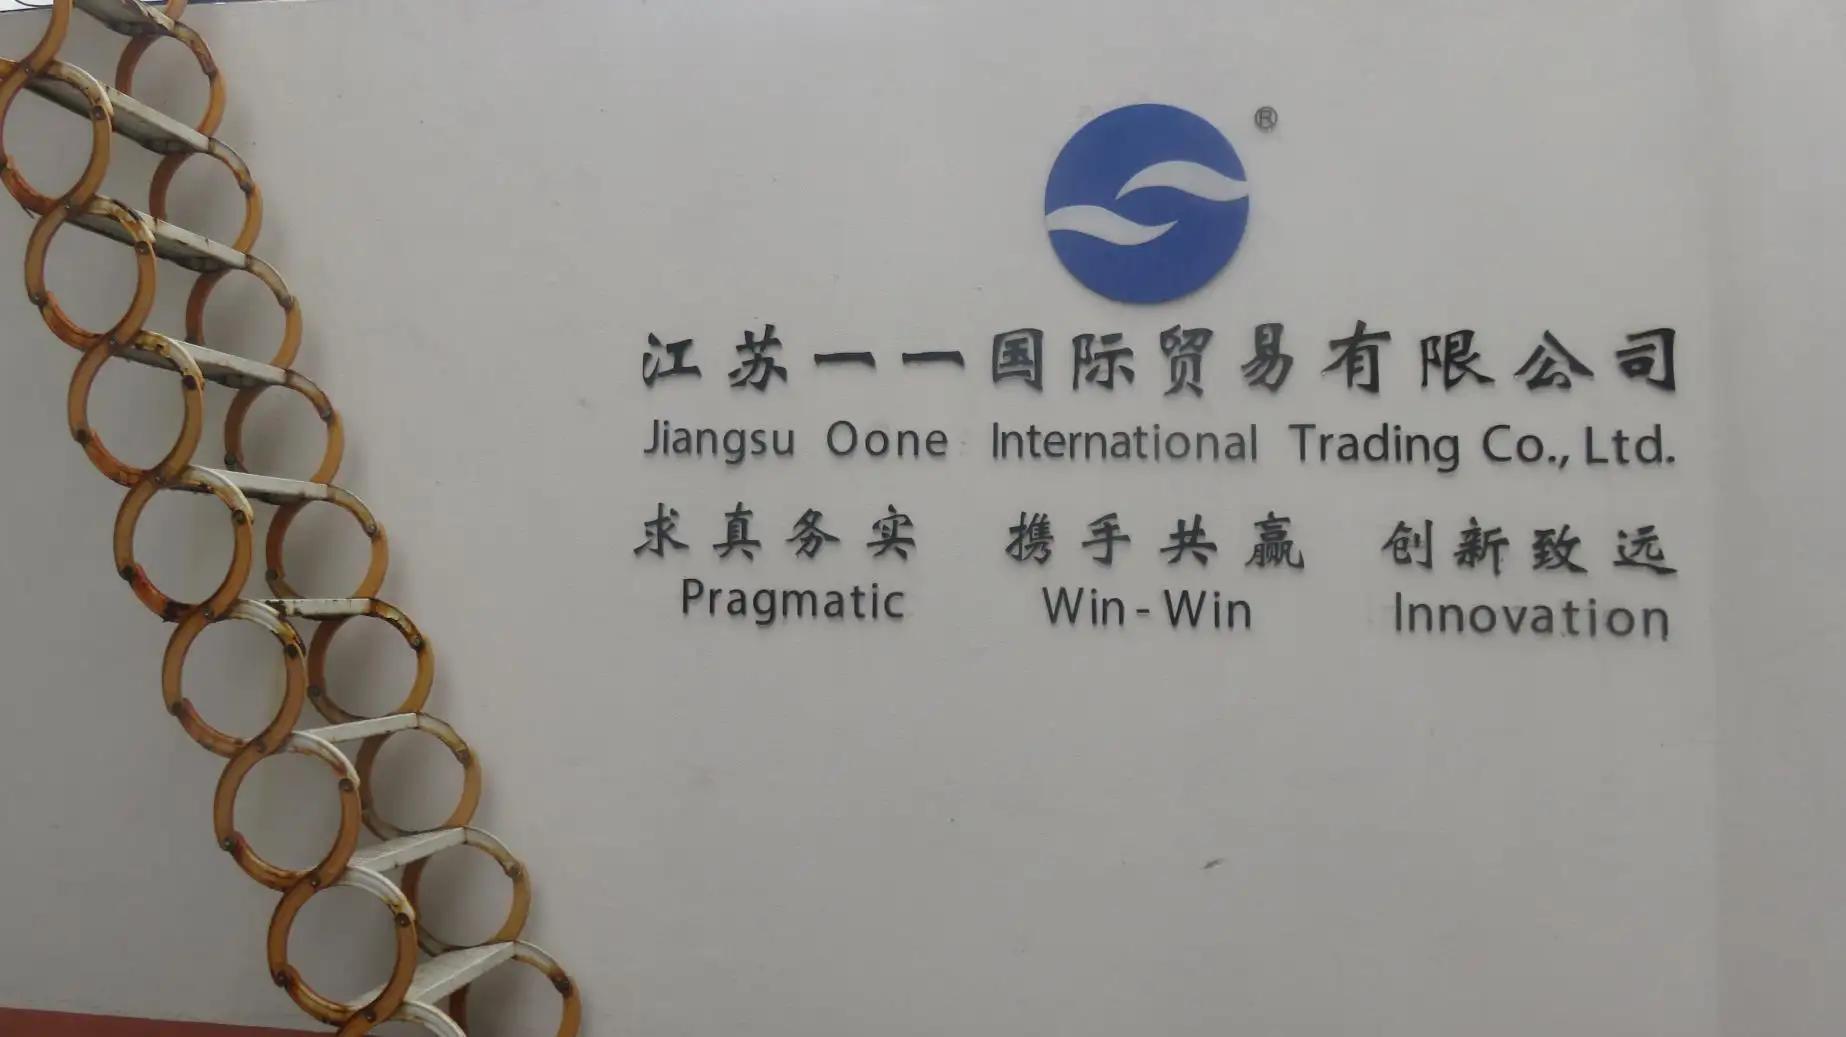 ®
江苏一一国际贸易有限公司
Jiangsu Oone International Trading Co., Ltd.
求真务实 携手共赢 创新致远
Pragmatic Win-Win Innovation